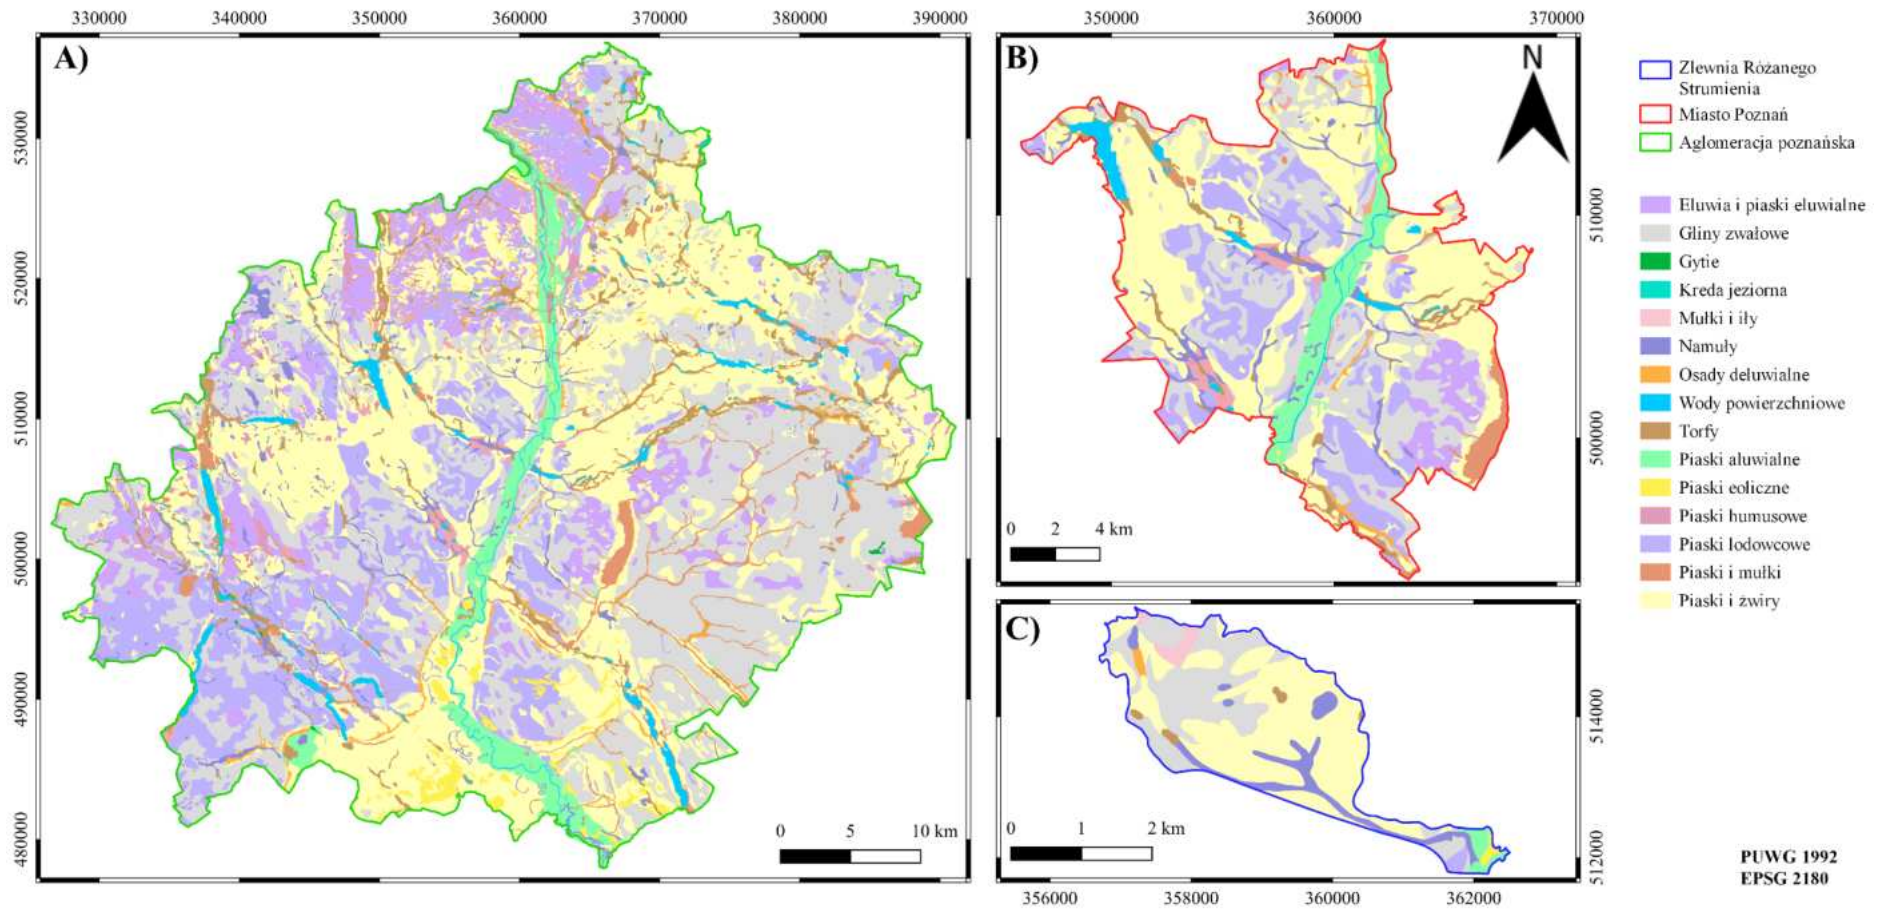 330000 340000 350000 360000 370000 380000 390000
A)
530000
520000
510000
500000
490000
480000
0 5 10 km
350000 360000 370000
B)
N
510000
500000
0 2 4 km
C)
514000
512000
0 1 2 km
356000 358000 360000 362000
Zlewnia Różanego
Strumienia
Miasto Poznań
Aglomeracja poznańska
Eluwia i piaski eluwialne
Gliny zwałowe
Gytie
Kreda jeziorna
Mułki i iły
Namuły
Osady deluwialne
Wody powierzchniowe
Torfy
Piaski aluwialne
Piaski eoliczne
Piaski humusowe
Piaski lodowcowe
Piaski i mułki
Piaski i żwiry
PUWG 1992
EPSG 2180